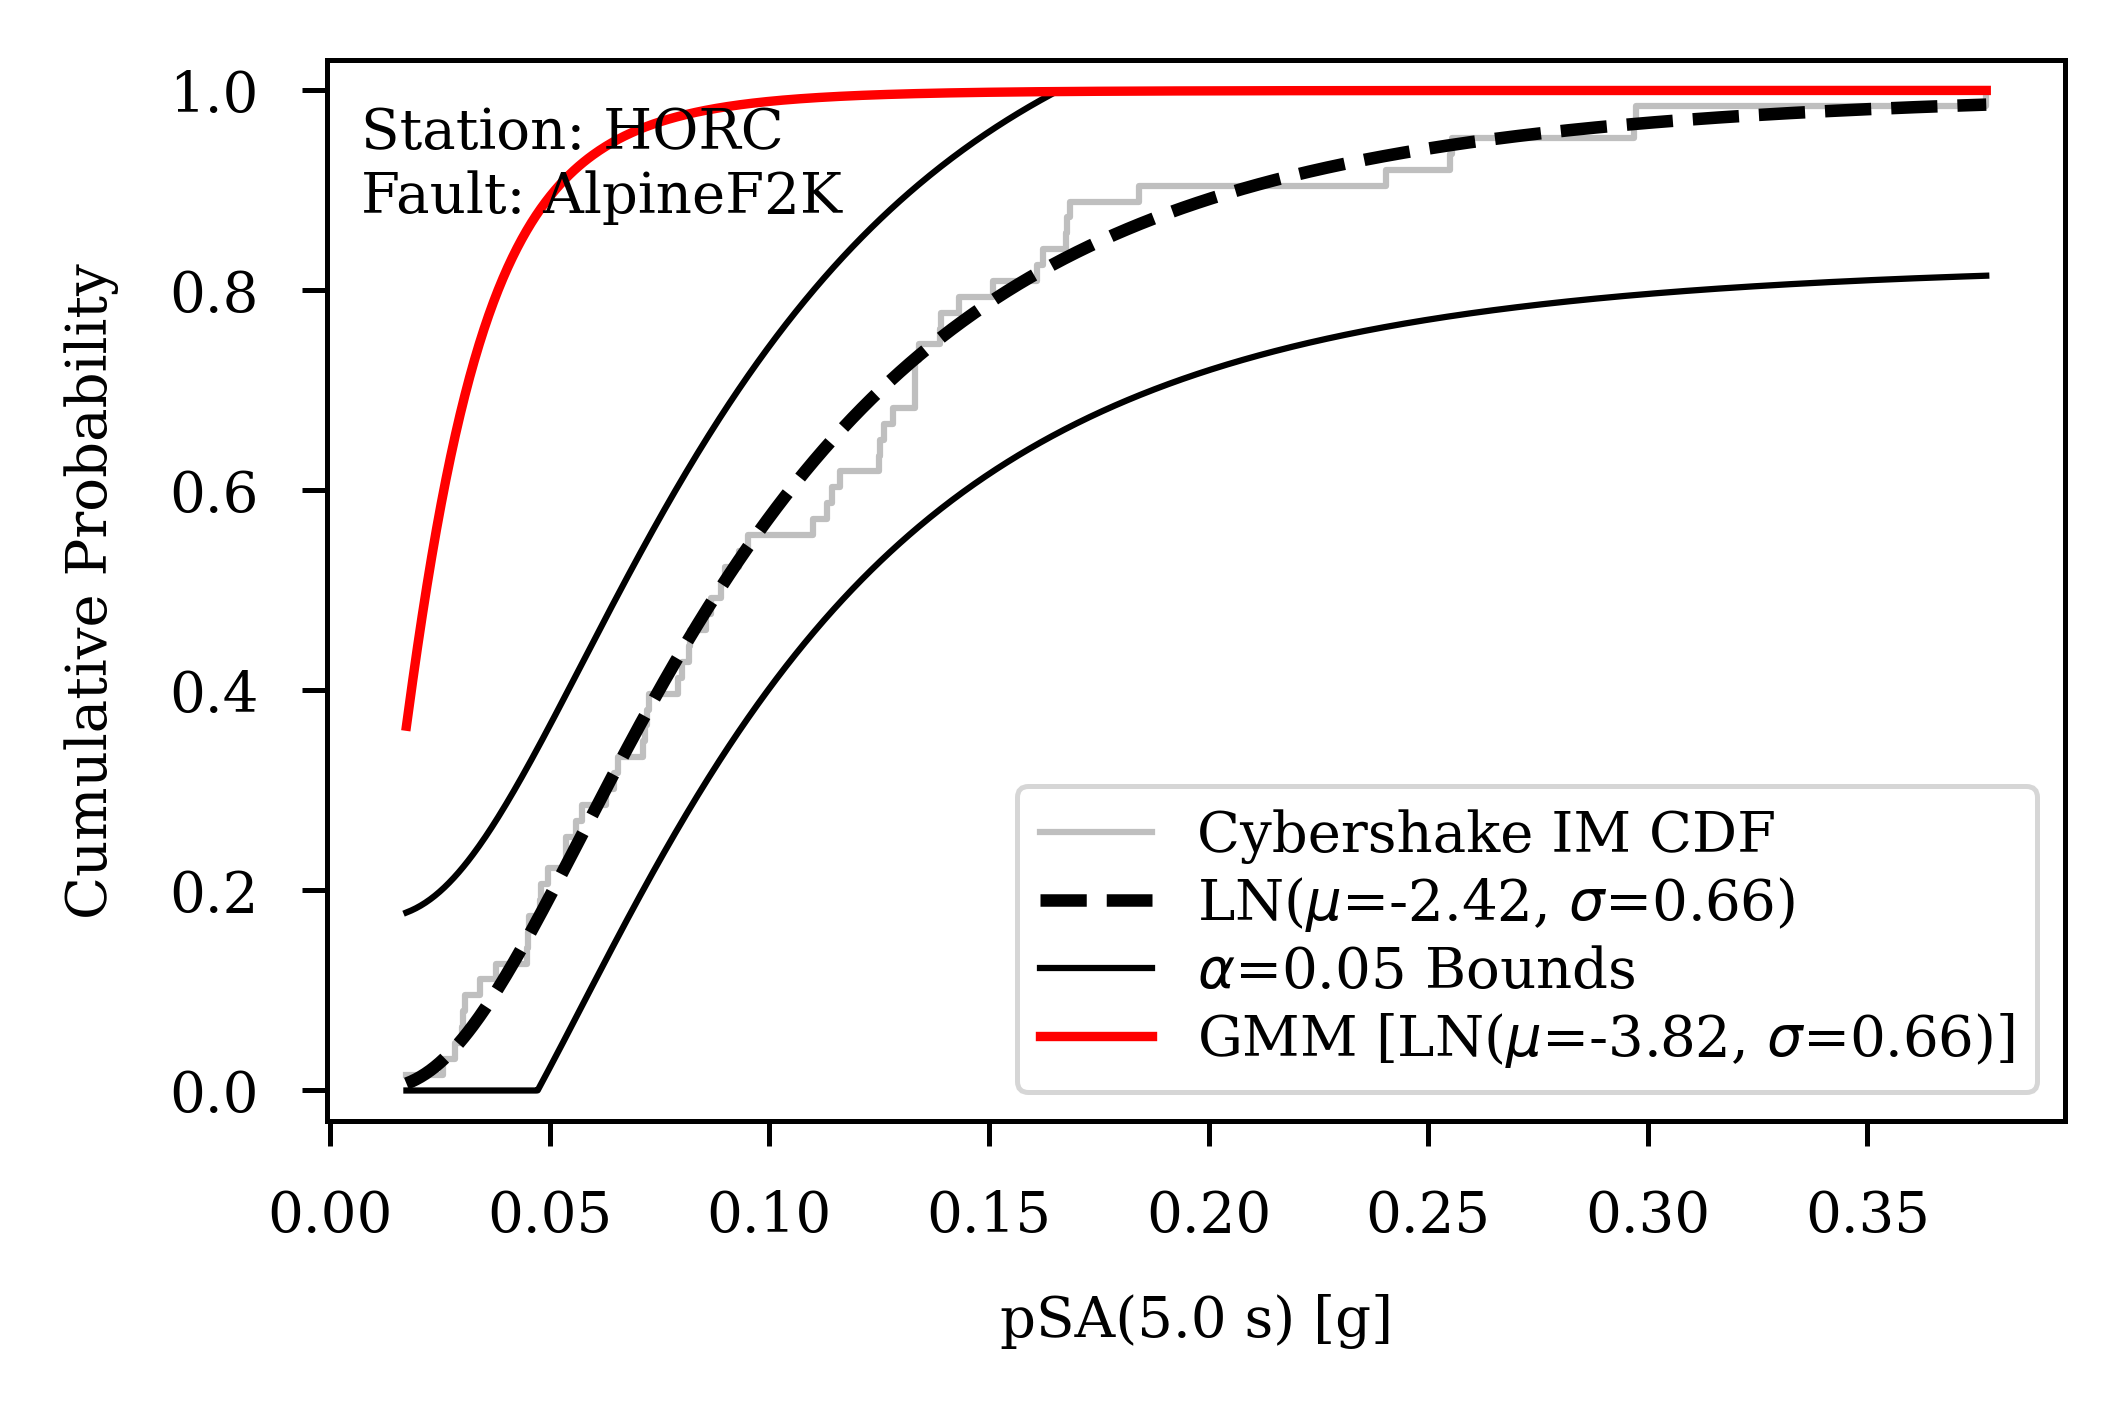 Station: HORC
Fault: AlpineF2K
Cumulative Probability
1.0
0.8
0.6
0.4
0.2
0.0
Cybershake IM CDF
LN(μ=-2.42, σ=0.66)
α=0.05 Bounds
GMM [LN(μ=-3.82, σ=0.66)]
0.00 0.05 0.10 0.15 0.20 0.25 0.30 0.35
pSA(5.0 s) [g]